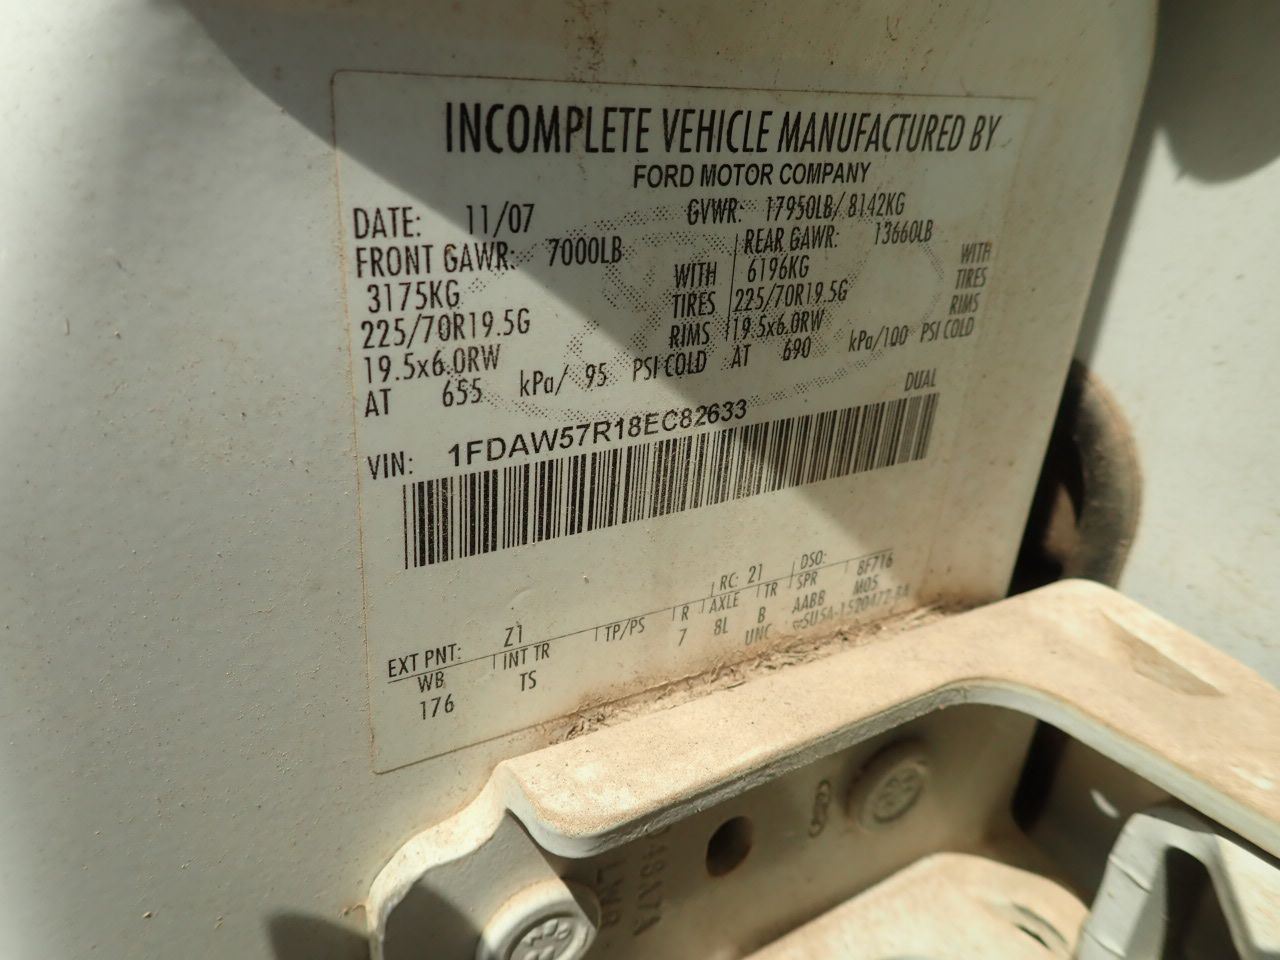 INCOMPLETE VEHICLE MANUFACTURED BY
FORD MOTOR COMPANY
DATE: 11/07 GVWR: 17950LB/ 8142KG
FRONT GAWR: 7000LB REAR GAWR: 13660LB
3175KG WITH 6196KG WITH
225/70R19.5G TIRES 225/70R19.5G TIRES
19.5x6.0RW RIMS 19.5x6.0RW RIMS
AT 655 kPa/ 95 PSI COLD AT 690 kPa/100 PSI COLD
DUAL
VIN: 1FDAW57R18EC82633
EXT PNT: Z1 RC: 21 DSO: 8F716
WB INT TR TP/PS R AXLE TR SPR M05
176 TS 7 8L B AABB
UNC